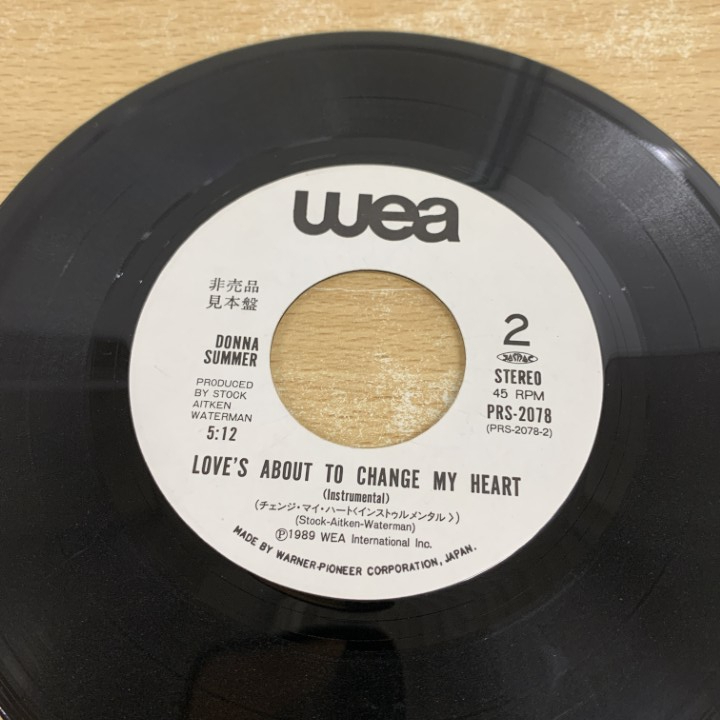 wea
非売品
見本盤
DONNA
SUMMER
PRODUCED
BY STOCK
AITKEN
WATERMAN
5:12
2
STEREO
45 RPM
PRS-2078
(PRS-2078-2)
LOVE'S ABOUT TO CHANGE MY HEART
(Instrumental)
(チェンジ・マイ・ハート〈インストゥルメンタル〉)
(Stock-Aitken-Waterman)
Ⓟ1989 WEA International Inc.
MADE BY WARNER-PIONEER CORPORATION, JAPAN.